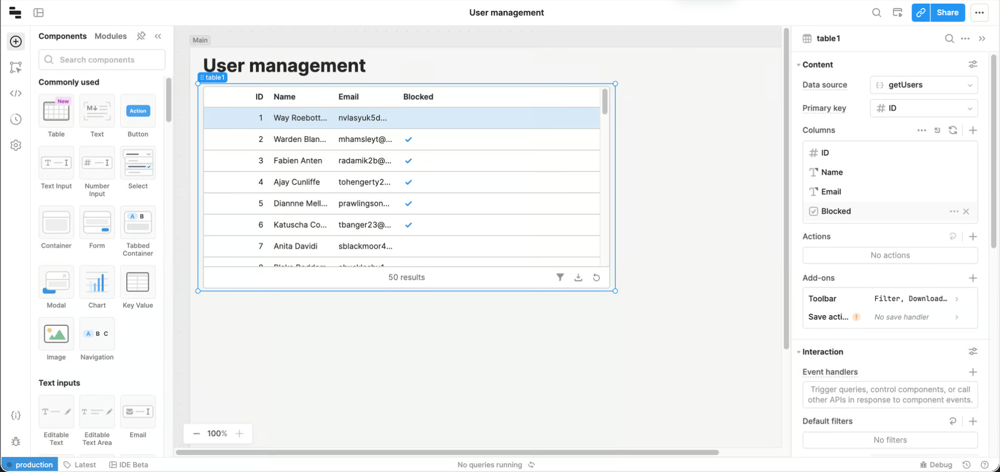 User management
Share
Components
Modules
Search components
Commonly used
New
Table
M
Text
Action
Button
T
Text Input
Number
Input
Select
Container
Form
A B
Tabbed
Container
Modal
Chart
Key Value
Image
A B C
Navigation
Text inputs
T
Editable
Text
T
Editable
Text Area
Email
production
Latest
IDE Beta
Main
User management
table1
ID Name Email Blocked
1 Way Roebott... nvlasyuk5d...
2 Warden Blan... mhamsleyt@...
3 Fabien Anten radamik2b@...
4 Ajay Cunliffe tohengerty2...
5 Diannne Mell... prawlingson...
6 Katuscha Co... tbanger23@...
7 Anita Davidi sblackmoor4...
50 results
100%
No queries running
table1
Content
Data source
getUsers
Primary key
# ID
Columns
# ID
Name
Email
Blocked
Actions
No actions
Add-ons
Toolbar
Filter, Download...
Save acti...
No save handler
Interaction
Event handlers
Trigger queries, control components, or call
other APIs in response to component events.
Default filters
No filters
Debug